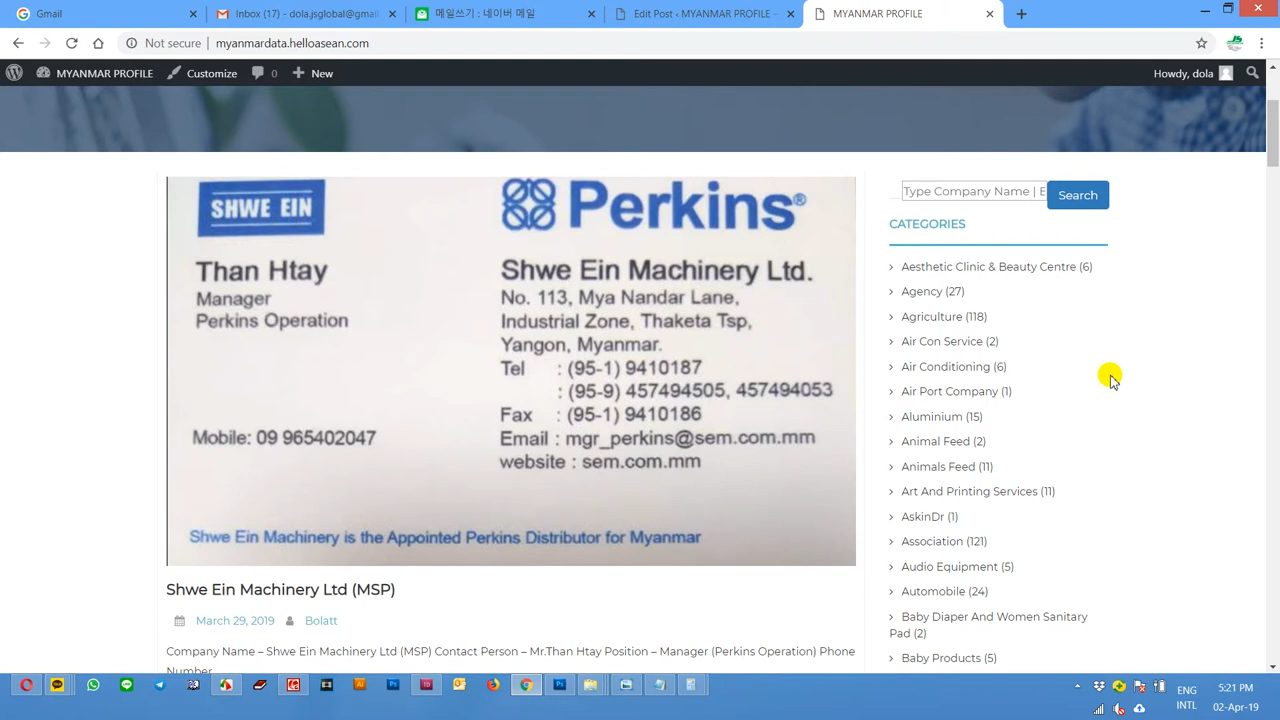 Gmail
Inbox (17) - dola.jsglobal@gmai
메일쓰기 : 네이버 메일
Edit Post ‹ MYANMAR PROFILE —
MYANMAR PROFILE
Not secure
myanmardata.helloasean.com
MYANMAR PROFILE
Customize
0
New
Howdy, dola
SHWE EIN
Perkins®
Than Htay
Manager
Perkins Operation
Mobile: 09 965402047
Shwe Ein Machinery Ltd.
No. 113, Mya Nandar Lane,
Industrial Zone, Thaketa Tsp,
Yangon, Myanmar.
Tel : (95-1) 9410187
: (95-9) 457494505, 457494053
Fax : (95-1) 9410186
Email : mgr_perkins@sem.com.mm
website : sem.com.mm
Shwe Ein Machinery is the Appointed Perkins Distributor for Myanmar
Shwe Ein Machinery Ltd (MSP)
March 29, 2019 Bolatt
Company Name – Shwe Ein Machinery Ltd (MSP) Contact Person – Mr.Than Htay Position – Manager (Perkins Operation) Phone
Number
Type Company Name | E
Search
CATEGORIES
Aesthetic Clinic & Beauty Centre (6)
Agency (27)
Agriculture (118)
Air Con Service (2)
Air Conditioning (6)
Air Port Company (1)
Aluminium (15)
Animal Feed (2)
Animals Feed (11)
Art And Printing Services (11)
AskinDr (1)
Association (121)
Audio Equipment (5)
Automobile (24)
Baby Diaper And Women Sanitary
Pad (2)
Baby Products (5)
ENG
INTL
5:21 PM
02-Apr-19